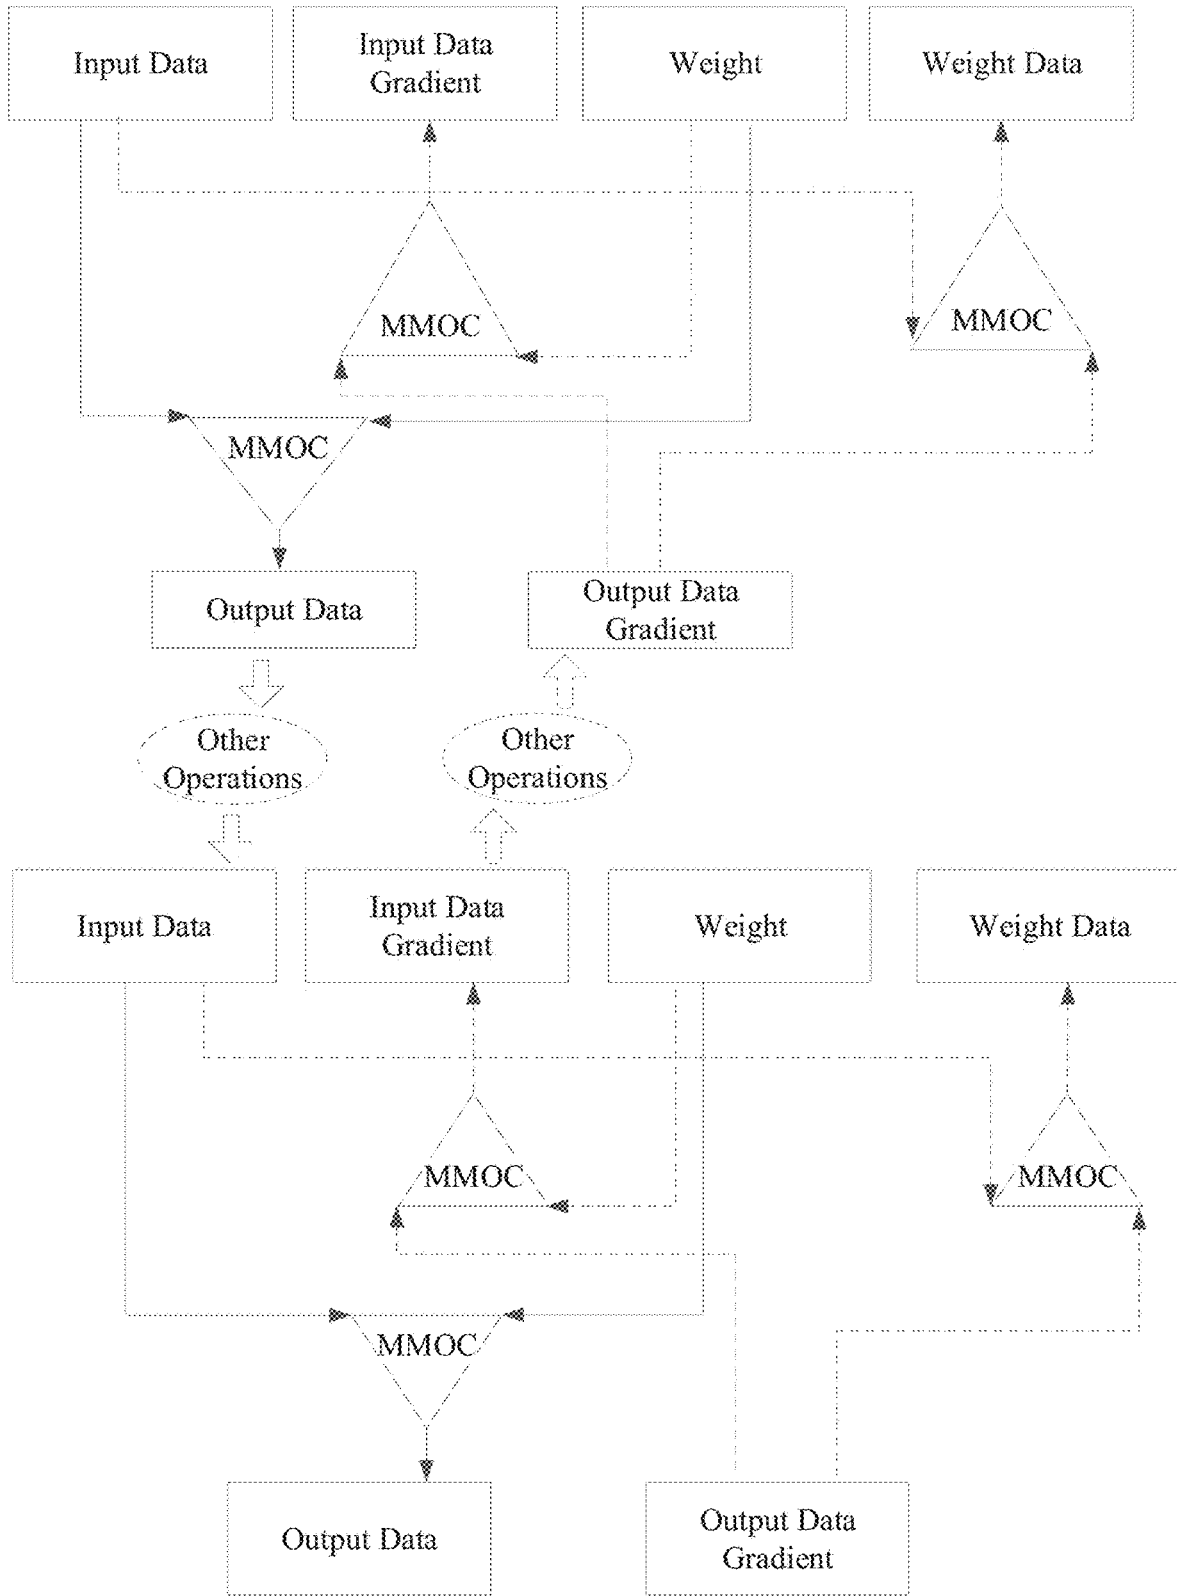 Input Data
Input Data
Gradient
Weight
Weight Data
MMOC
MMOC
MMOC
Output Data
Output Data
Gradient
Other
Operations
Other
Operations
Input Data
Input Data
Gradient
Weight
Weight Data
MMOC
MMOC
MMOC
Output Data
Output Data
Gradient